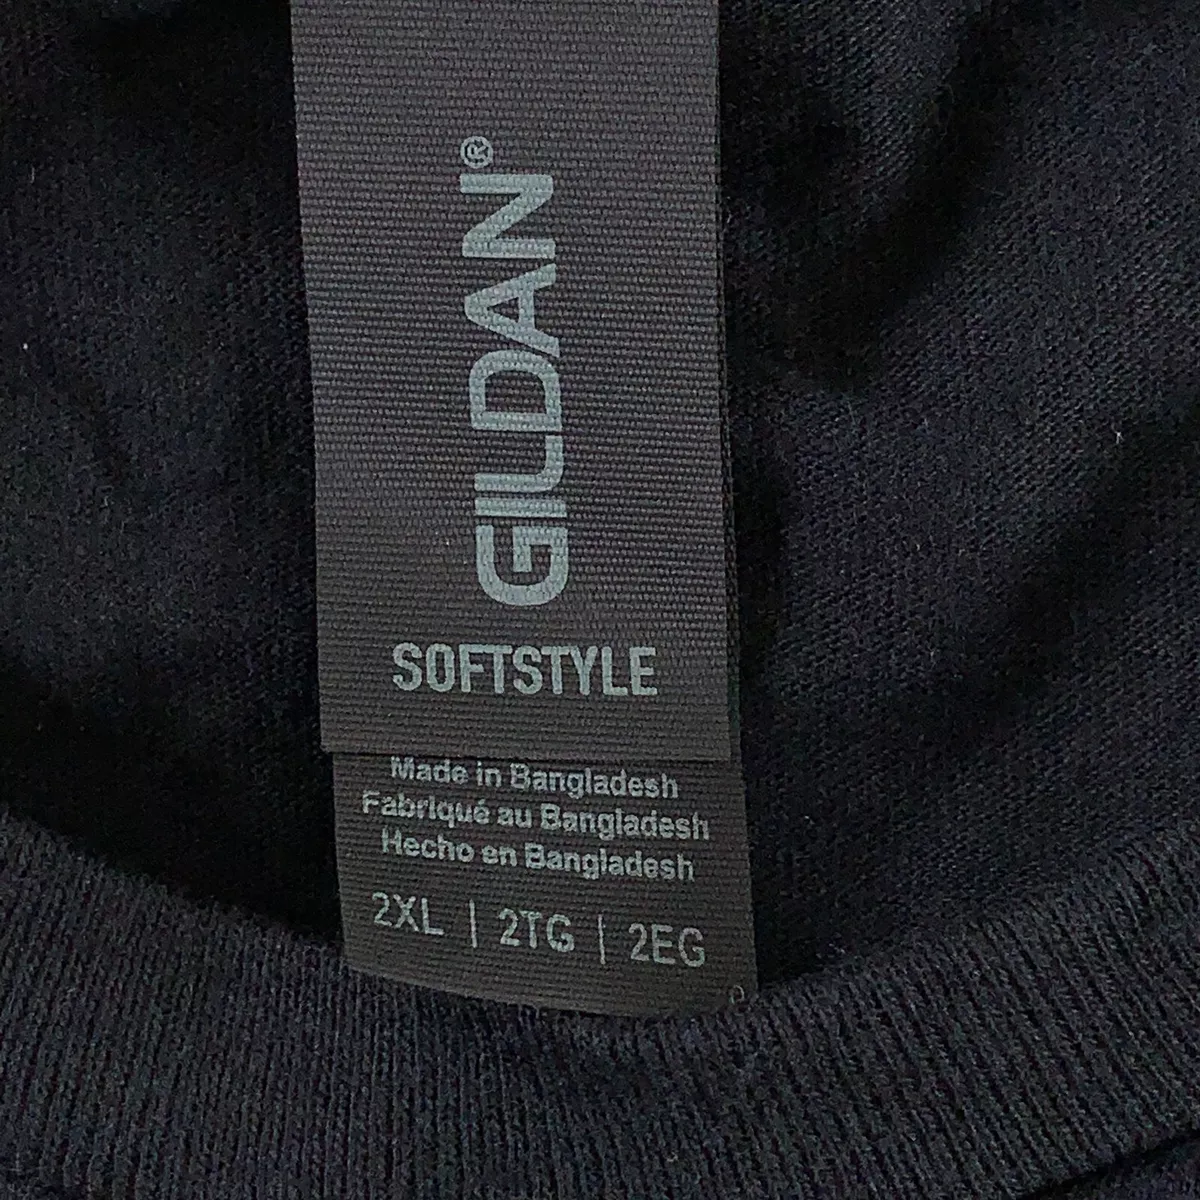 GILDAN®
SOFTSTYLE
Made in Bangladesh
Fabriqué au Bangladesh
Hecho en Bangladesh
2XL | 2TG | 2EG